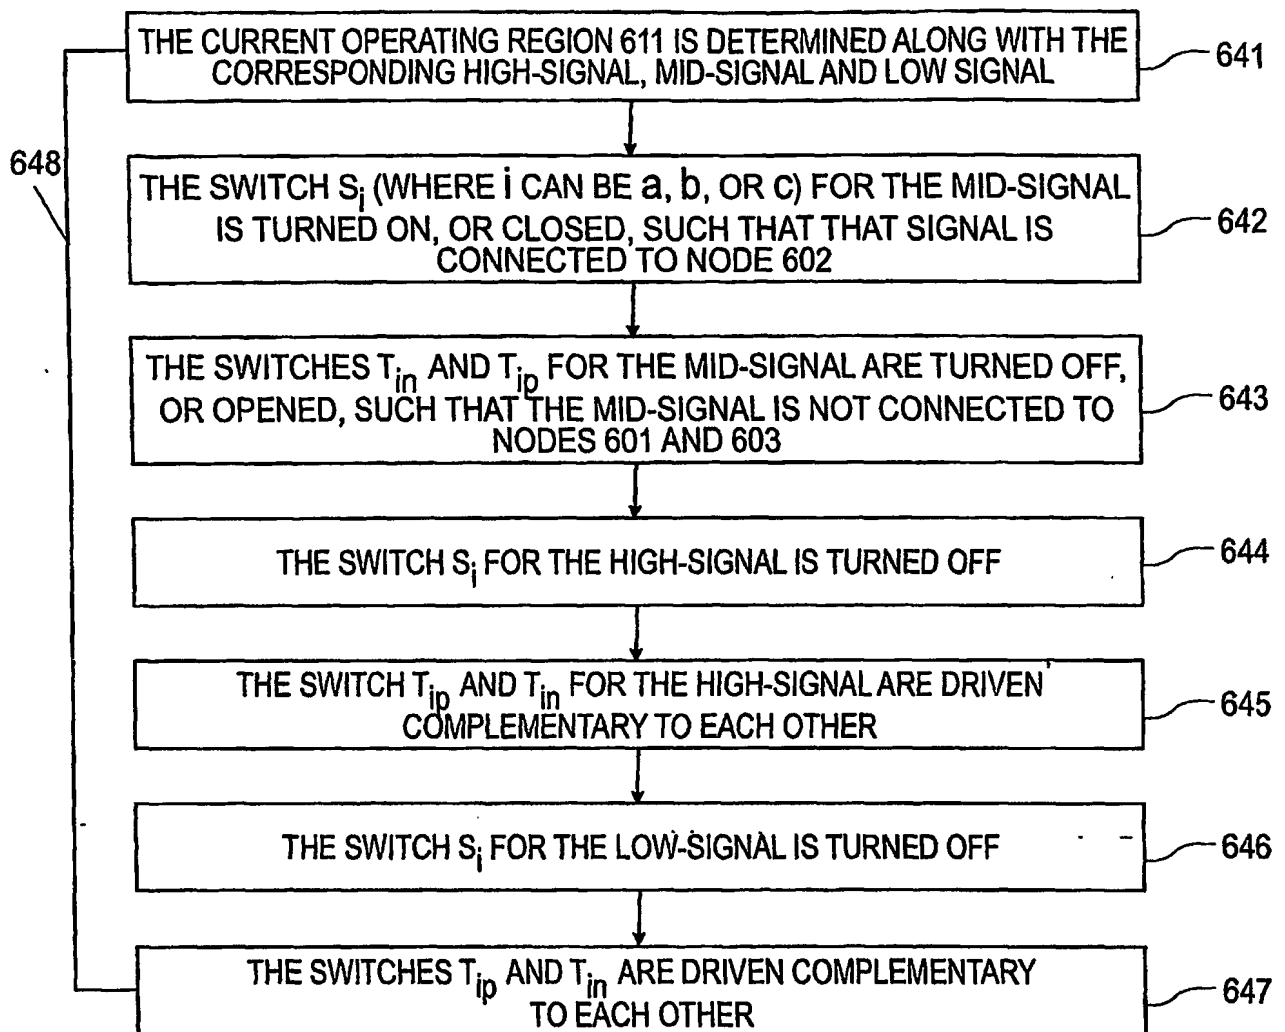 THE CURRENT OPERATING REGION 611 IS DETERMINED ALONG WITH THE
CORRESPONDING HIGH-SIGNAL, MID-SIGNAL AND LOW SIGNAL
641
648
THE SWITCH Si (WHERE i CAN BE a, b, OR c) FOR THE MID-SIGNAL
IS TURNED ON, OR CLOSED, SUCH THAT THAT SIGNAL IS
CONNECTED TO NODE 602
642
THE SWITCHES Tin AND Tip FOR THE MID-SIGNAL ARE TURNED OFF,
OR OPENED, SUCH THAT THE MID-SIGNAL IS NOT CONNECTED TO
NODES 601 AND 603
643
THE SWITCH Si FOR THE HIGH-SIGNAL IS TURNED OFF
644
THE SWITCH Tip AND Tin FOR THE HIGH-SIGNAL ARE DRIVEN
COMPLEMENTARY TO EACH OTHER
645
THE SWITCH Si FOR THE LOW-SIGNAL IS TURNED OFF
646
THE SWITCHES Tip AND Tin ARE DRIVEN COMPLEMENTARY
TO EACH OTHER
647